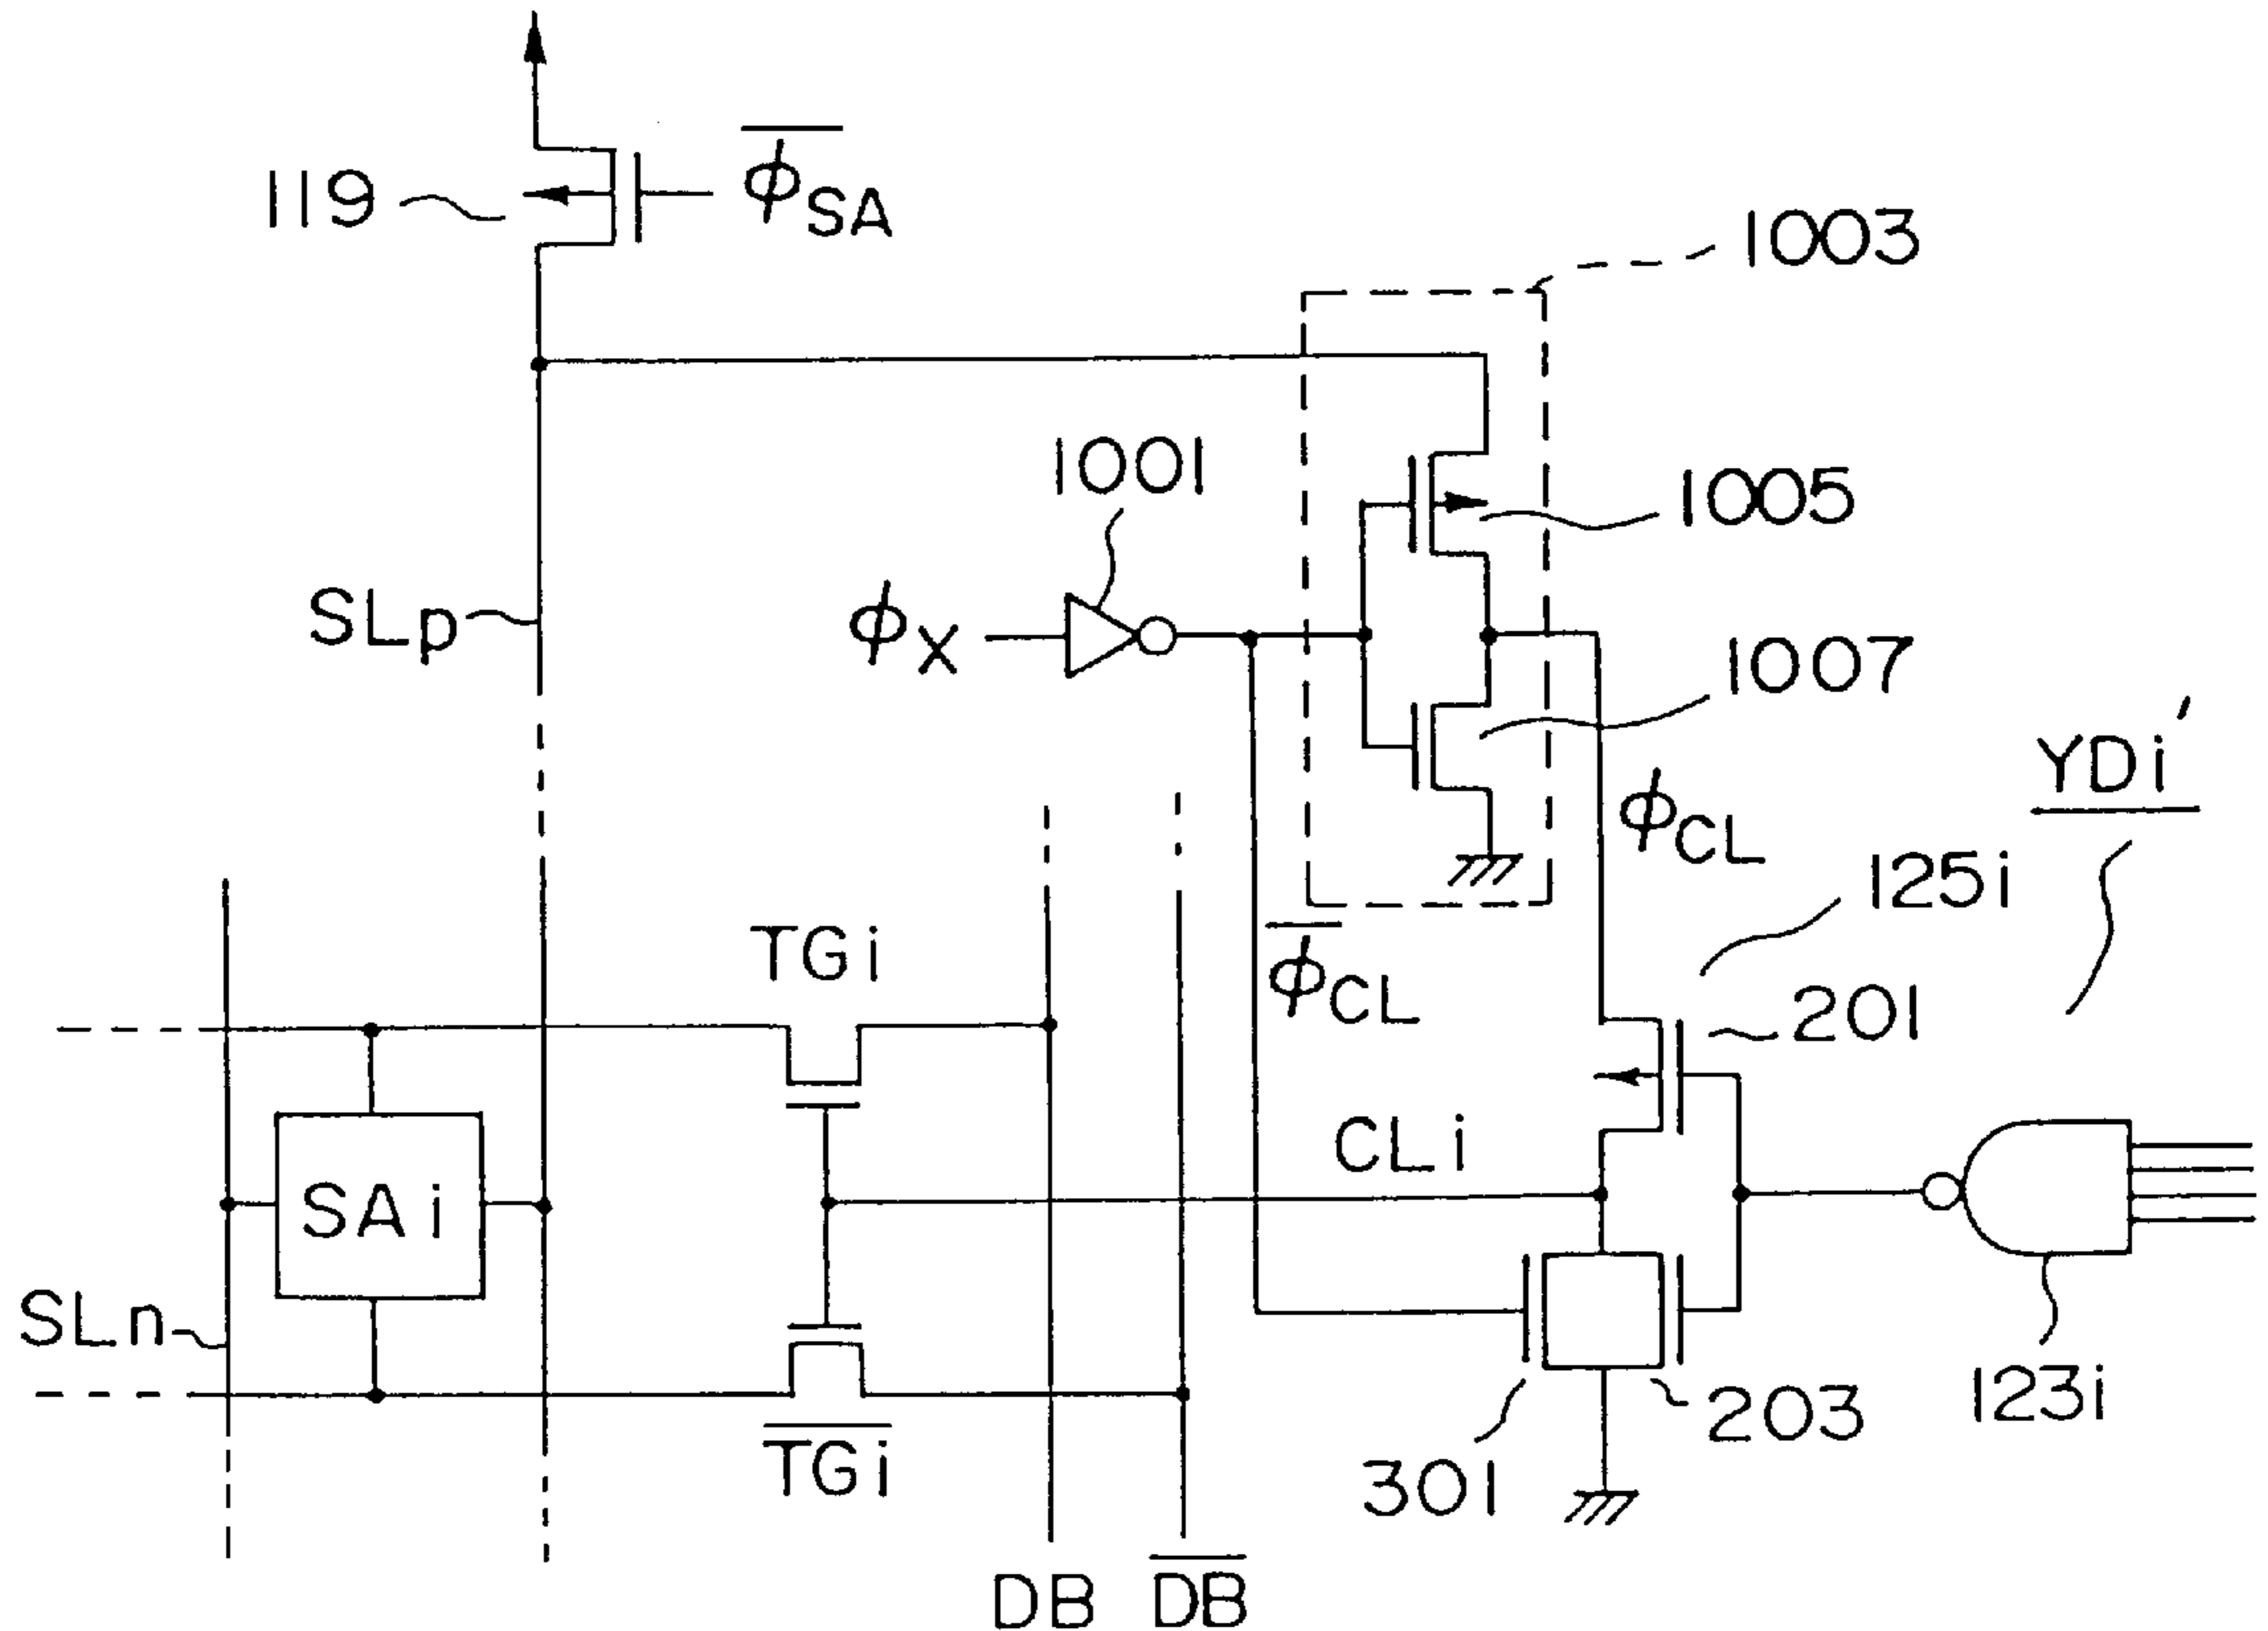 119
φ̅SA
1003
1001
1005
SLp
φX
1007
YDi'
φCL
125i
TGi
φ̅CL
201
CLi
SAi
SLn
123i
203
T̅G̅i̅
301
DB
D̅B̅